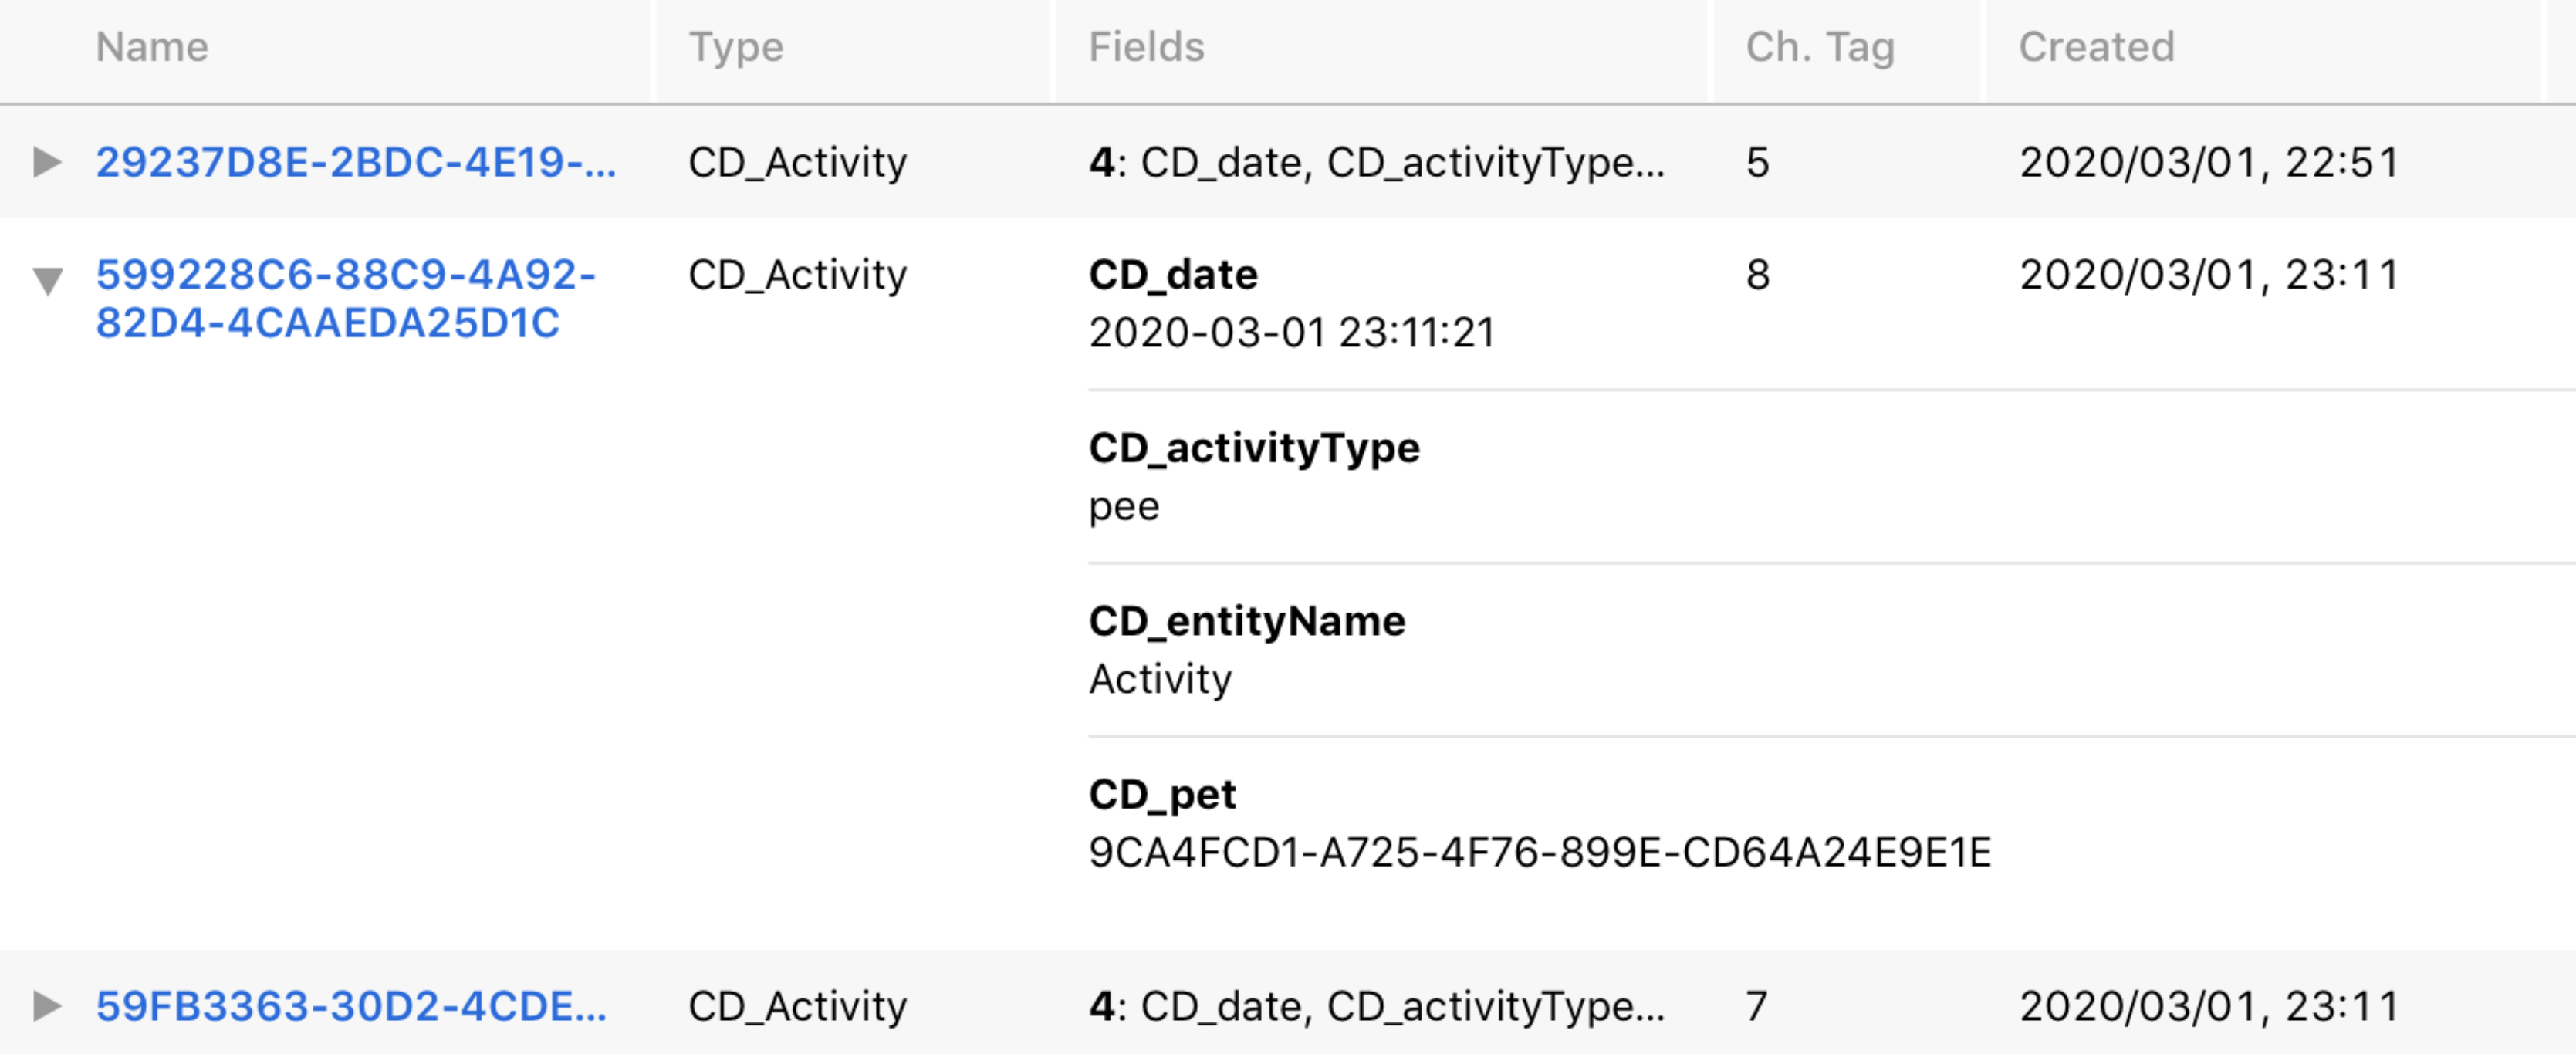 Name Type Fields Ch. Tag Created
29237D8E-2BDC-4E19-... CD_Activity 4: CD_date, CD_activityType... 5 2020/03/01, 22:51
599228C6-88C9-4A92- CD_Activity CD_date 8 2020/03/01, 23:11
82D4-4CAAEDA25D1C 2020-03-01 23:11:21
CD_activityType
pee
CD_entityName
Activity
CD_pet
9CA4FCD1-A725-4F76-899E-CD64A24E9E1E
59FB3363-30D2-4CDE... CD_Activity 4: CD_date, CD_activityType... 7 2020/03/01, 23:11